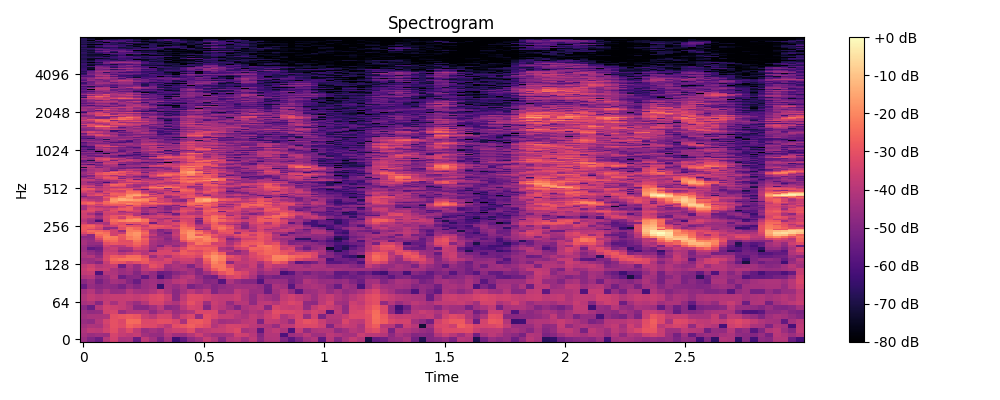 Spectrogram
Hz
4096
2048
1024
512
256
128
64
0
0
0.5
1
1.5
2
2.5
Time
+0 dB
-10 dB
-20 dB
-30 dB
-40 dB
-50 dB
-60 dB
-70 dB
-80 dB